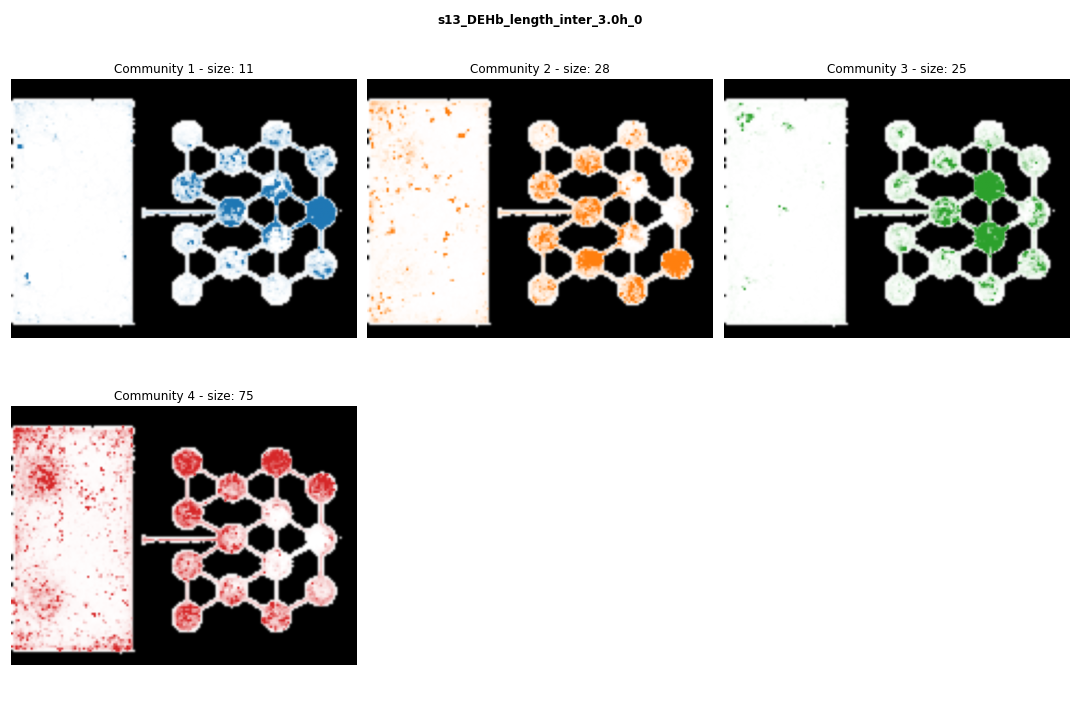 s13_DEHb_length_inter_3.0h_0
Community 1 - size: 11
Community 2 - size: 28
Community 3 - size: 25
Community 4 - size: 75